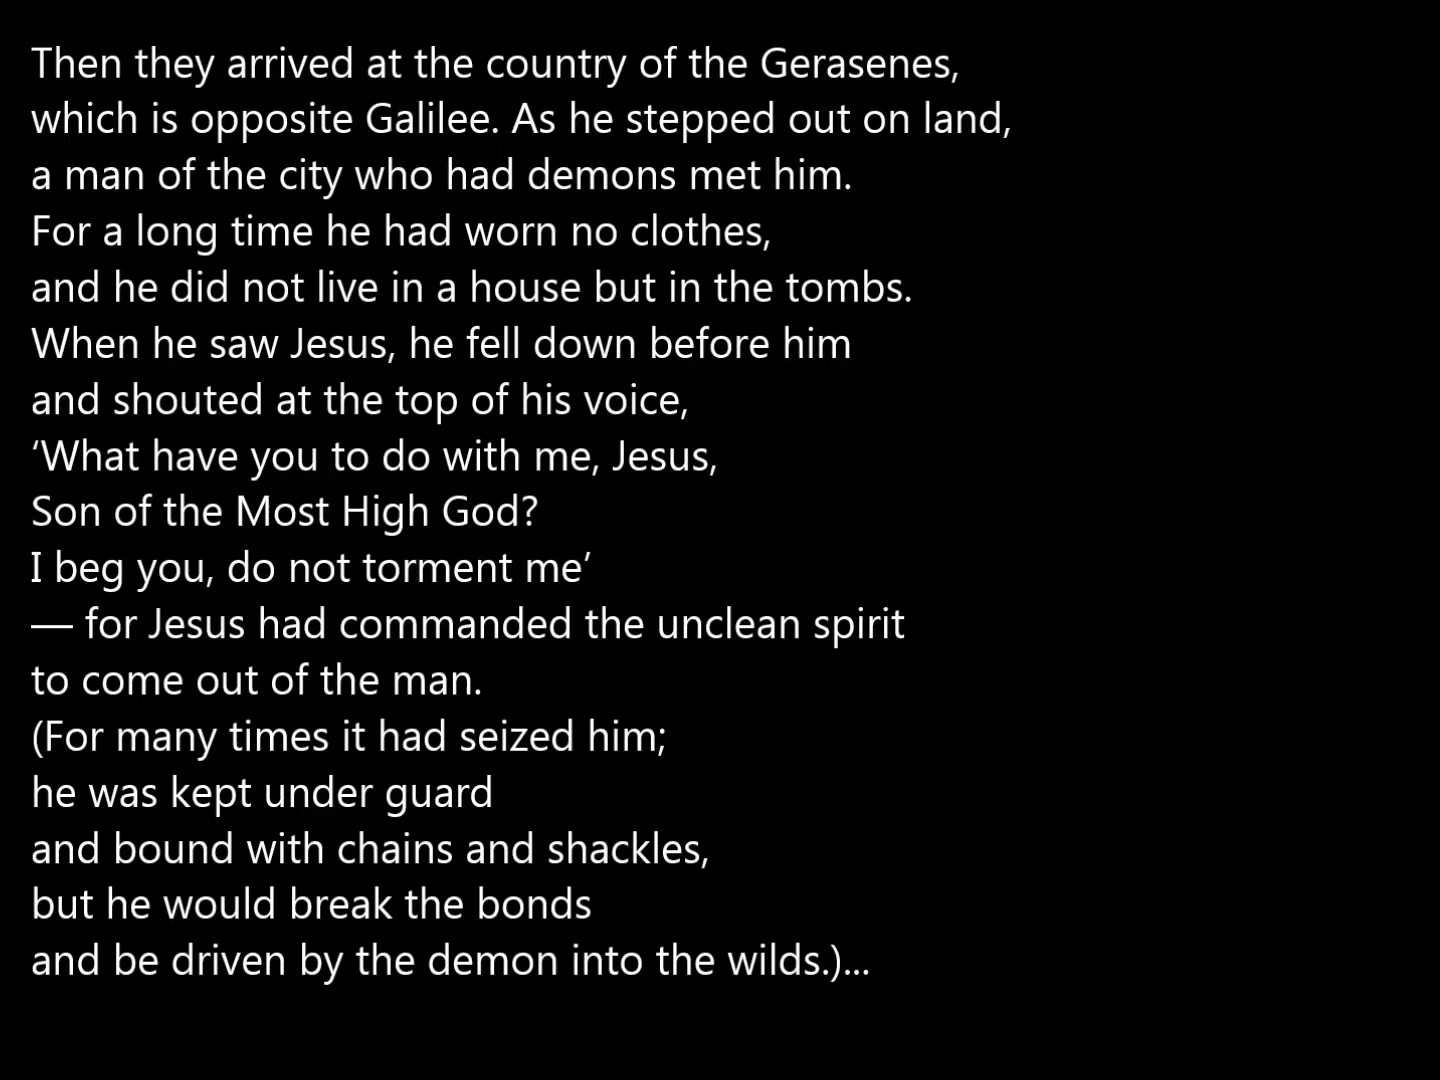 Then they arrived at the country of the Gerasenes,
which is opposite Galilee. As he stepped out on land,
a man of the city who had demons met him.
For a long time he had worn no clothes,
and he did not live in a house but in the tombs.
When he saw Jesus, he fell down before him
and shouted at the top of his voice,
‘What have you to do with me, Jesus,
Son of the Most High God?
I beg you, do not torment me’
— for Jesus had commanded the unclean spirit
to come out of the man.
(For many times it had seized him;
he was kept under guard
and bound with chains and shackles,
but he would break the bonds
and be driven by the demon into the wilds.)...